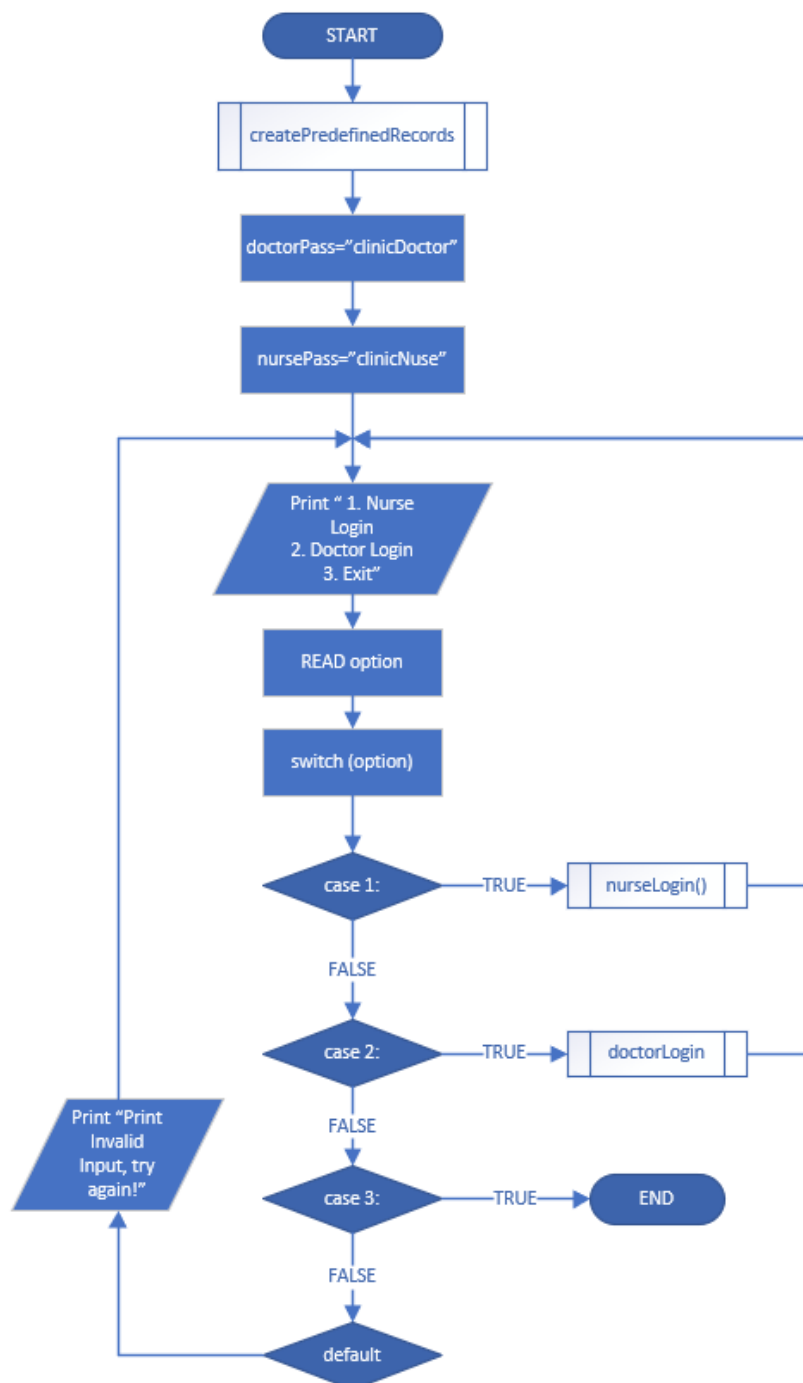 START
createPredefinedRecords
doctorPass=”clinicDoctor”
nursePass=”clinicNuse”
Print “ 1. Nurse
Login
2. Doctor Login
3. Exit”
READ option
switch (option)
case 1:
TRUE
nurseLogin()
FALSE
case 2:
TRUE
doctorLogin
FALSE
Print “Print
Invalid
Input, try
again!”
case 3:
TRUE
END
FALSE
default